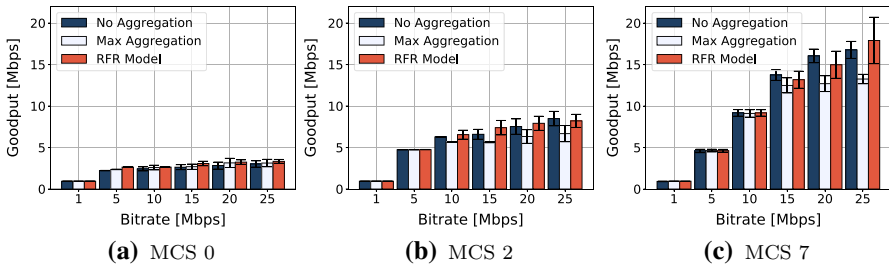 Goodput [Mbps]
20
15
10
5
0
No Aggregation
Max Aggregation
RFR Model
1 5 10 15 20 25
Bitrate [Mbps]
(a) MCS 0
Goodput [Mbps]
20
15
10
5
0
No Aggregation
Max Aggregation
RFR Model
1 5 10 15 20 25
Bitrate [Mbps]
(b) MCS 2
Goodput [Mbps]
20
15
10
5
0
No Aggregation
Max Aggregation
RFR Model
1 5 10 15 20 25
Bitrate [Mbps]
(c) MCS 7